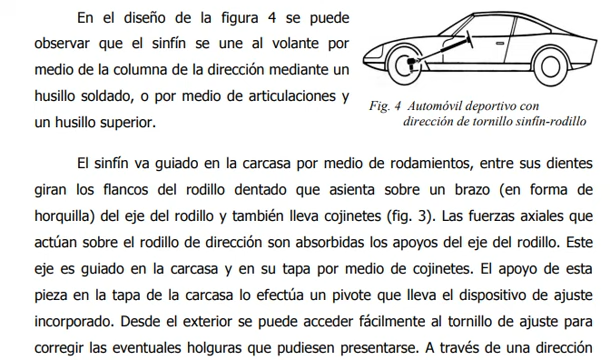 En el diseño de la figura 4 se puede
observar que el sinfín se une al volante por
medio de la columna de la dirección mediante un
husillo soldado, o por medio de articulaciones y
un husillo superior.
Fig. 4 Automóvil deportivo con
dirección de tornillo sinfín-rodillo
El sinfín va guiado en la carcasa por medio de rodamientos, entre sus dientes
giran los flancos del rodillo dentado que asienta sobre un brazo (en forma de
horquilla) del eje del rodillo y también lleva cojinetes (fig. 3). Las fuerzas axiales que
actúan sobre el rodillo de dirección son absorbidas los apoyos del eje del rodillo. Este
eje es guiado en la carcasa y en su tapa por medio de cojinetes. El apoyo de esta
pieza en la tapa de la carcasa lo efectúa un pivote que lleva el dispositivo de ajuste
incorporado. Desde el exterior se puede acceder fácilmente al tornillo de ajuste para
corregir las eventuales holguras que pudiesen presentarse. A través de una dirección